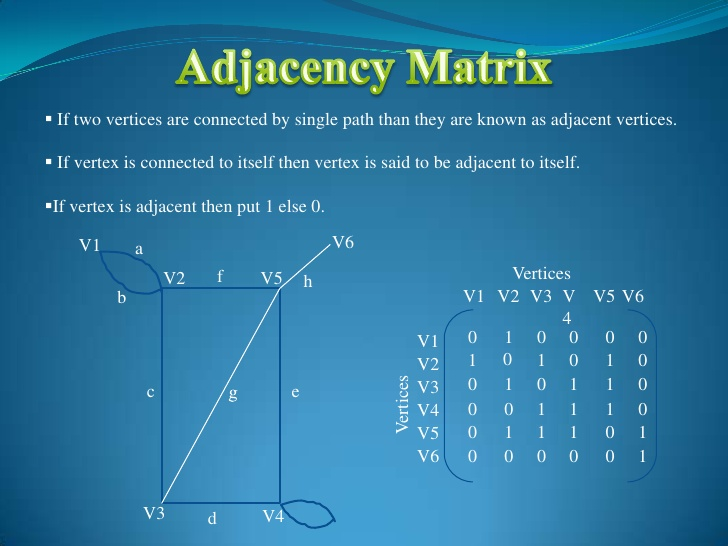 Adjacency Matrix
▪ If two vertices are connected by single path than they are known as adjacent vertices.
▪ If vertex is connected to itself then vertex is said to be adjacent to itself.
▪If vertex is adjacent then put 1 else 0.
V1 a V6
V2 f V5 h
b
c g e
V3 d V4
Vertices
V1 V2 V3 V4 V5 V6
Vertices
V1 0 1 0 0 0 0
V2 1 0 1 0 1 0
V3 0 1 0 1 1 0
V4 0 0 1 1 1 0
V5 0 1 1 1 0 1
V6 0 0 0 0 0 1